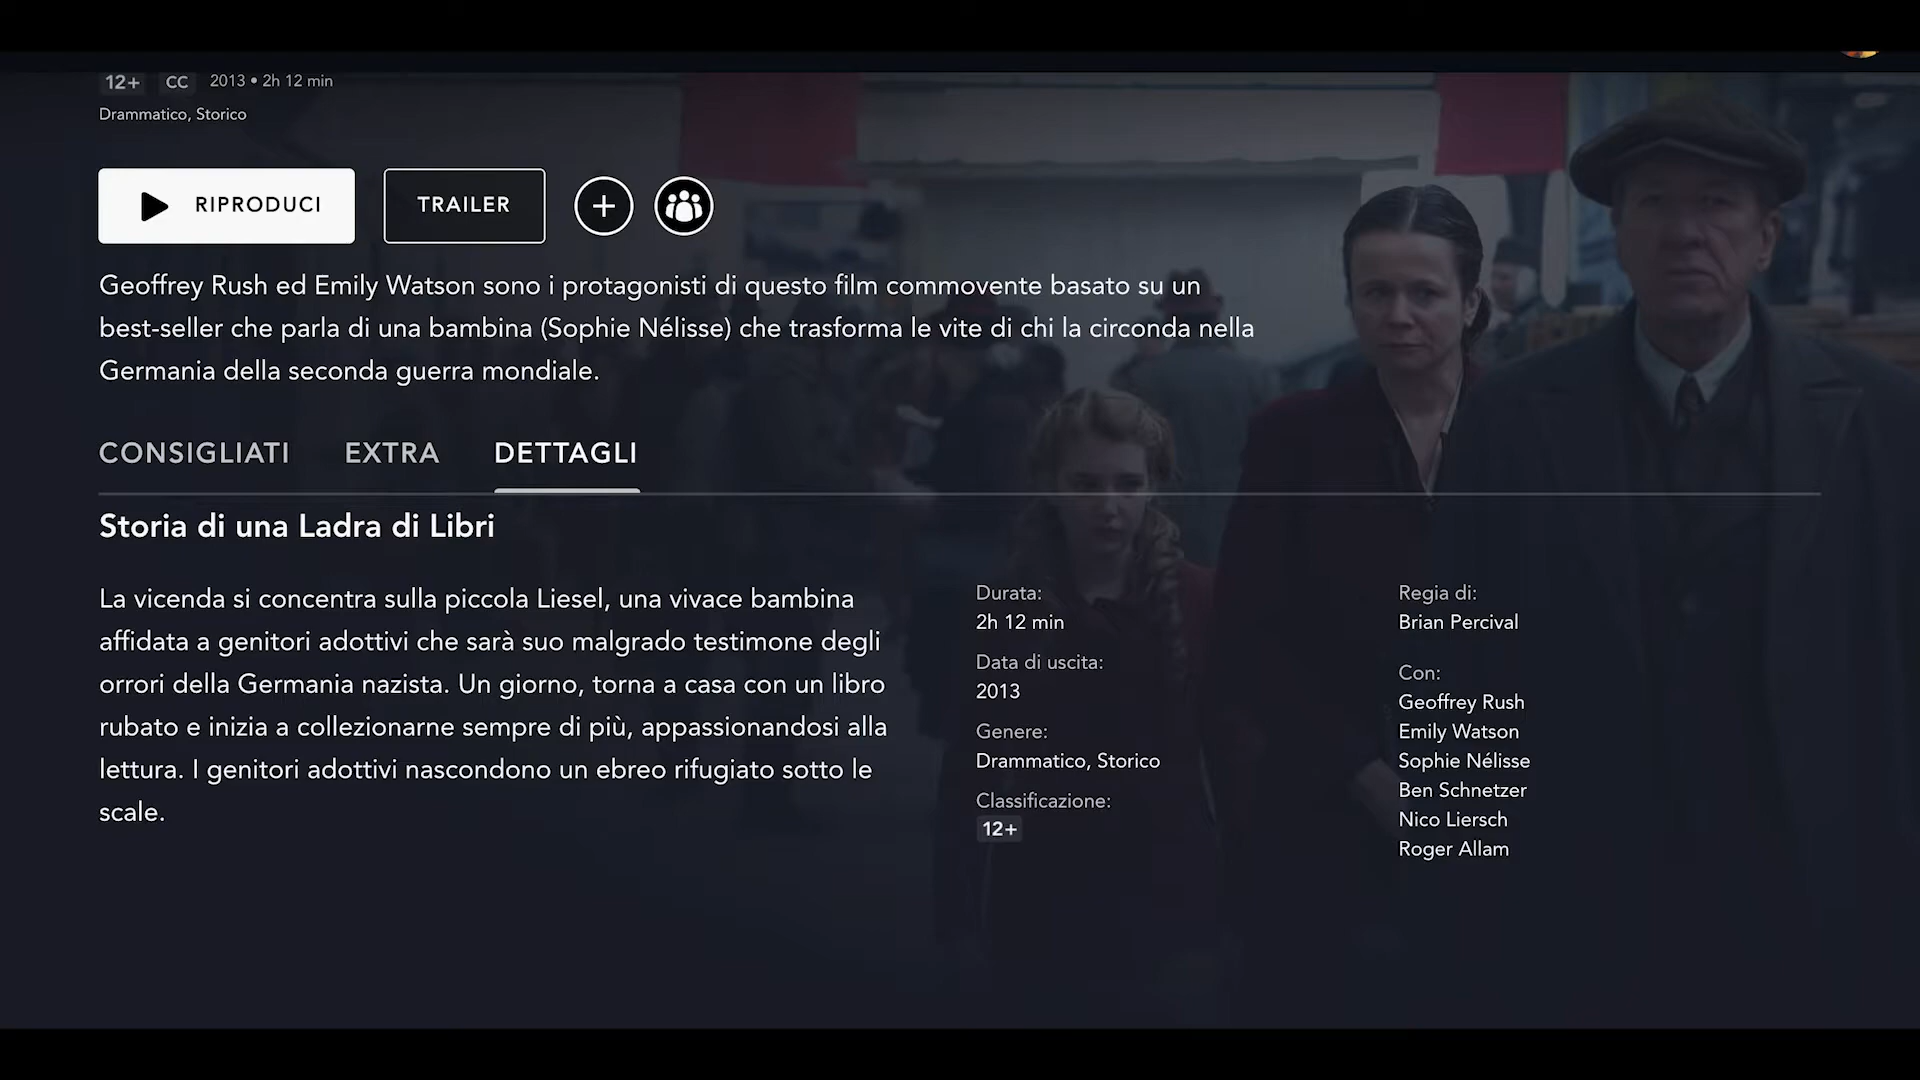 12+ CC 2013 • 2h 12 min
Drammatico, Storico
RIPRODUCI
TRAILER
Geoffrey Rush ed Emily Watson sono i protagonisti di questo film commovente basato su un
best-seller che parla di una bambina (Sophie Nélisse) che trasforma le vite di chi la circonda nella
Germania della seconda guerra mondiale.
CONSIGLIATI EXTRA DETTAGLI
Storia di una Ladra di Libri
La vicenda si concentra sulla piccola Liesel, una vivace bambina
affidata a genitori adottivi che sarà suo malgrado testimone degli
orrori della Germania nazista. Un giorno, torna a casa con un libro
rubato e inizia a collezionarne sempre di più, appassionandosi alla
lettura. I genitori adottivi nascondono un ebreo rifugiato sotto le
scale.
Durata:
2h 12 min
Data di uscita:
2013
Genere:
Drammatico, Storico
Classificazione:
12+
Regia di:
Brian Percival
Con:
Geoffrey Rush
Emily Watson
Sophie Nélisse
Ben Schnetzer
Nico Liersch
Roger Allam